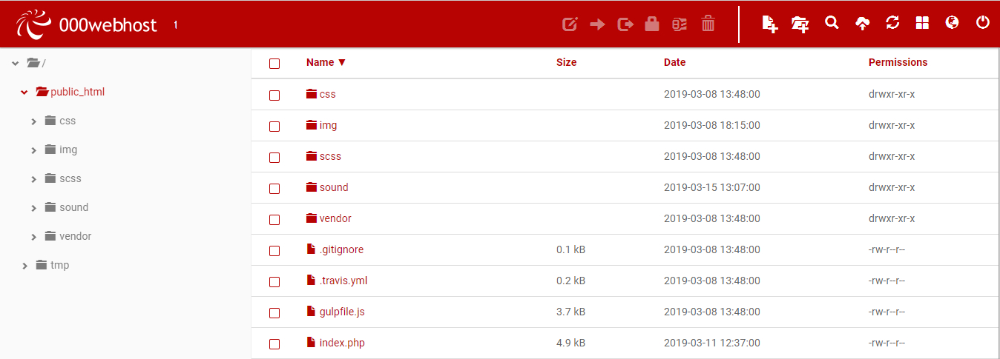 000webhost
/
public_html
css
img
scss
sound
vendor
tmp
Name ▼ Size Date Permissions
css 2019-03-08 13:48:00 drwxr-xr-x
img 2019-03-08 18:15:00 drwxr-xr-x
scss 2019-03-08 13:48:00 drwxr-xr-x
sound 2019-03-15 13:07:00 drwxr-xr-x
vendor 2019-03-08 13:48:00 drwxr-xr-x
.gitignore 0.1 kB 2019-03-08 13:48:00 -rw-r--r--
.travis.yml 0.2 kB 2019-03-08 13:48:00 -rw-r--r--
gulpfile.js 3.7 kB 2019-03-08 13:48:00 -rw-r--r--
index.php 4.9 kB 2019-03-11 12:37:00 -rw-r--r--